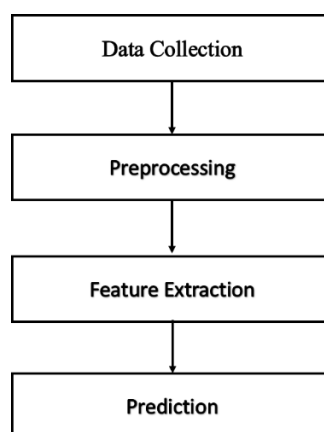 Data Collection
Preprocessing
Feature Extraction
Prediction